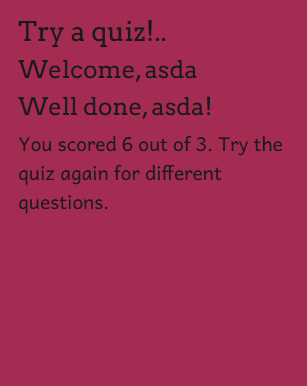 Try a quiz!..
Welcome, asda
Well done, asda!
You scored 6 out of 3. Try the
quiz again for different
questions.